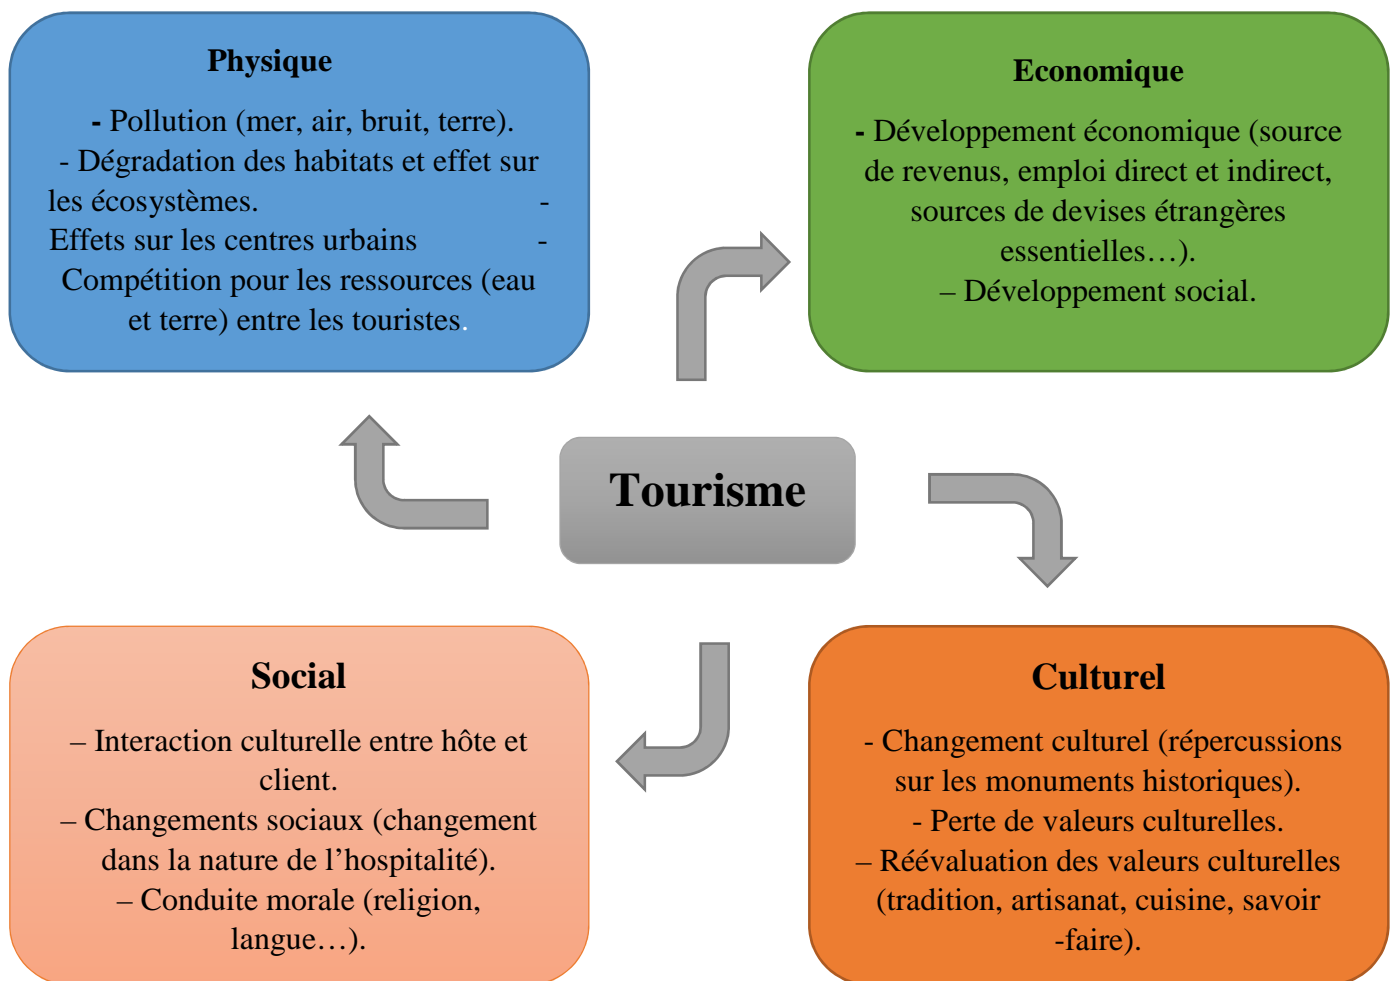 Physique
- Pollution (mer, air, bruit, terre).
- Dégradation des habitats et effet sur
les écosystèmes. -
Effets sur les centres urbains -
Compétition pour les ressources (eau
et terre) entre les touristes.
Economique
- Développement économique (source
de revenus, emploi direct et indirect,
sources de devises étrangères
essentielles…).
– Développement social.
Tourisme
Social
– Interaction culturelle entre hôte et
client.
– Changements sociaux (changement
dans la nature de l’hospitalité).
– Conduite morale (religion,
langue…).
Culturel
- Changement culturel (répercussions
sur les monuments historiques).
- Perte de valeurs culturelles.
– Réévaluation des valeurs culturelles
(tradition, artisanat, cuisine, savoir
-faire).